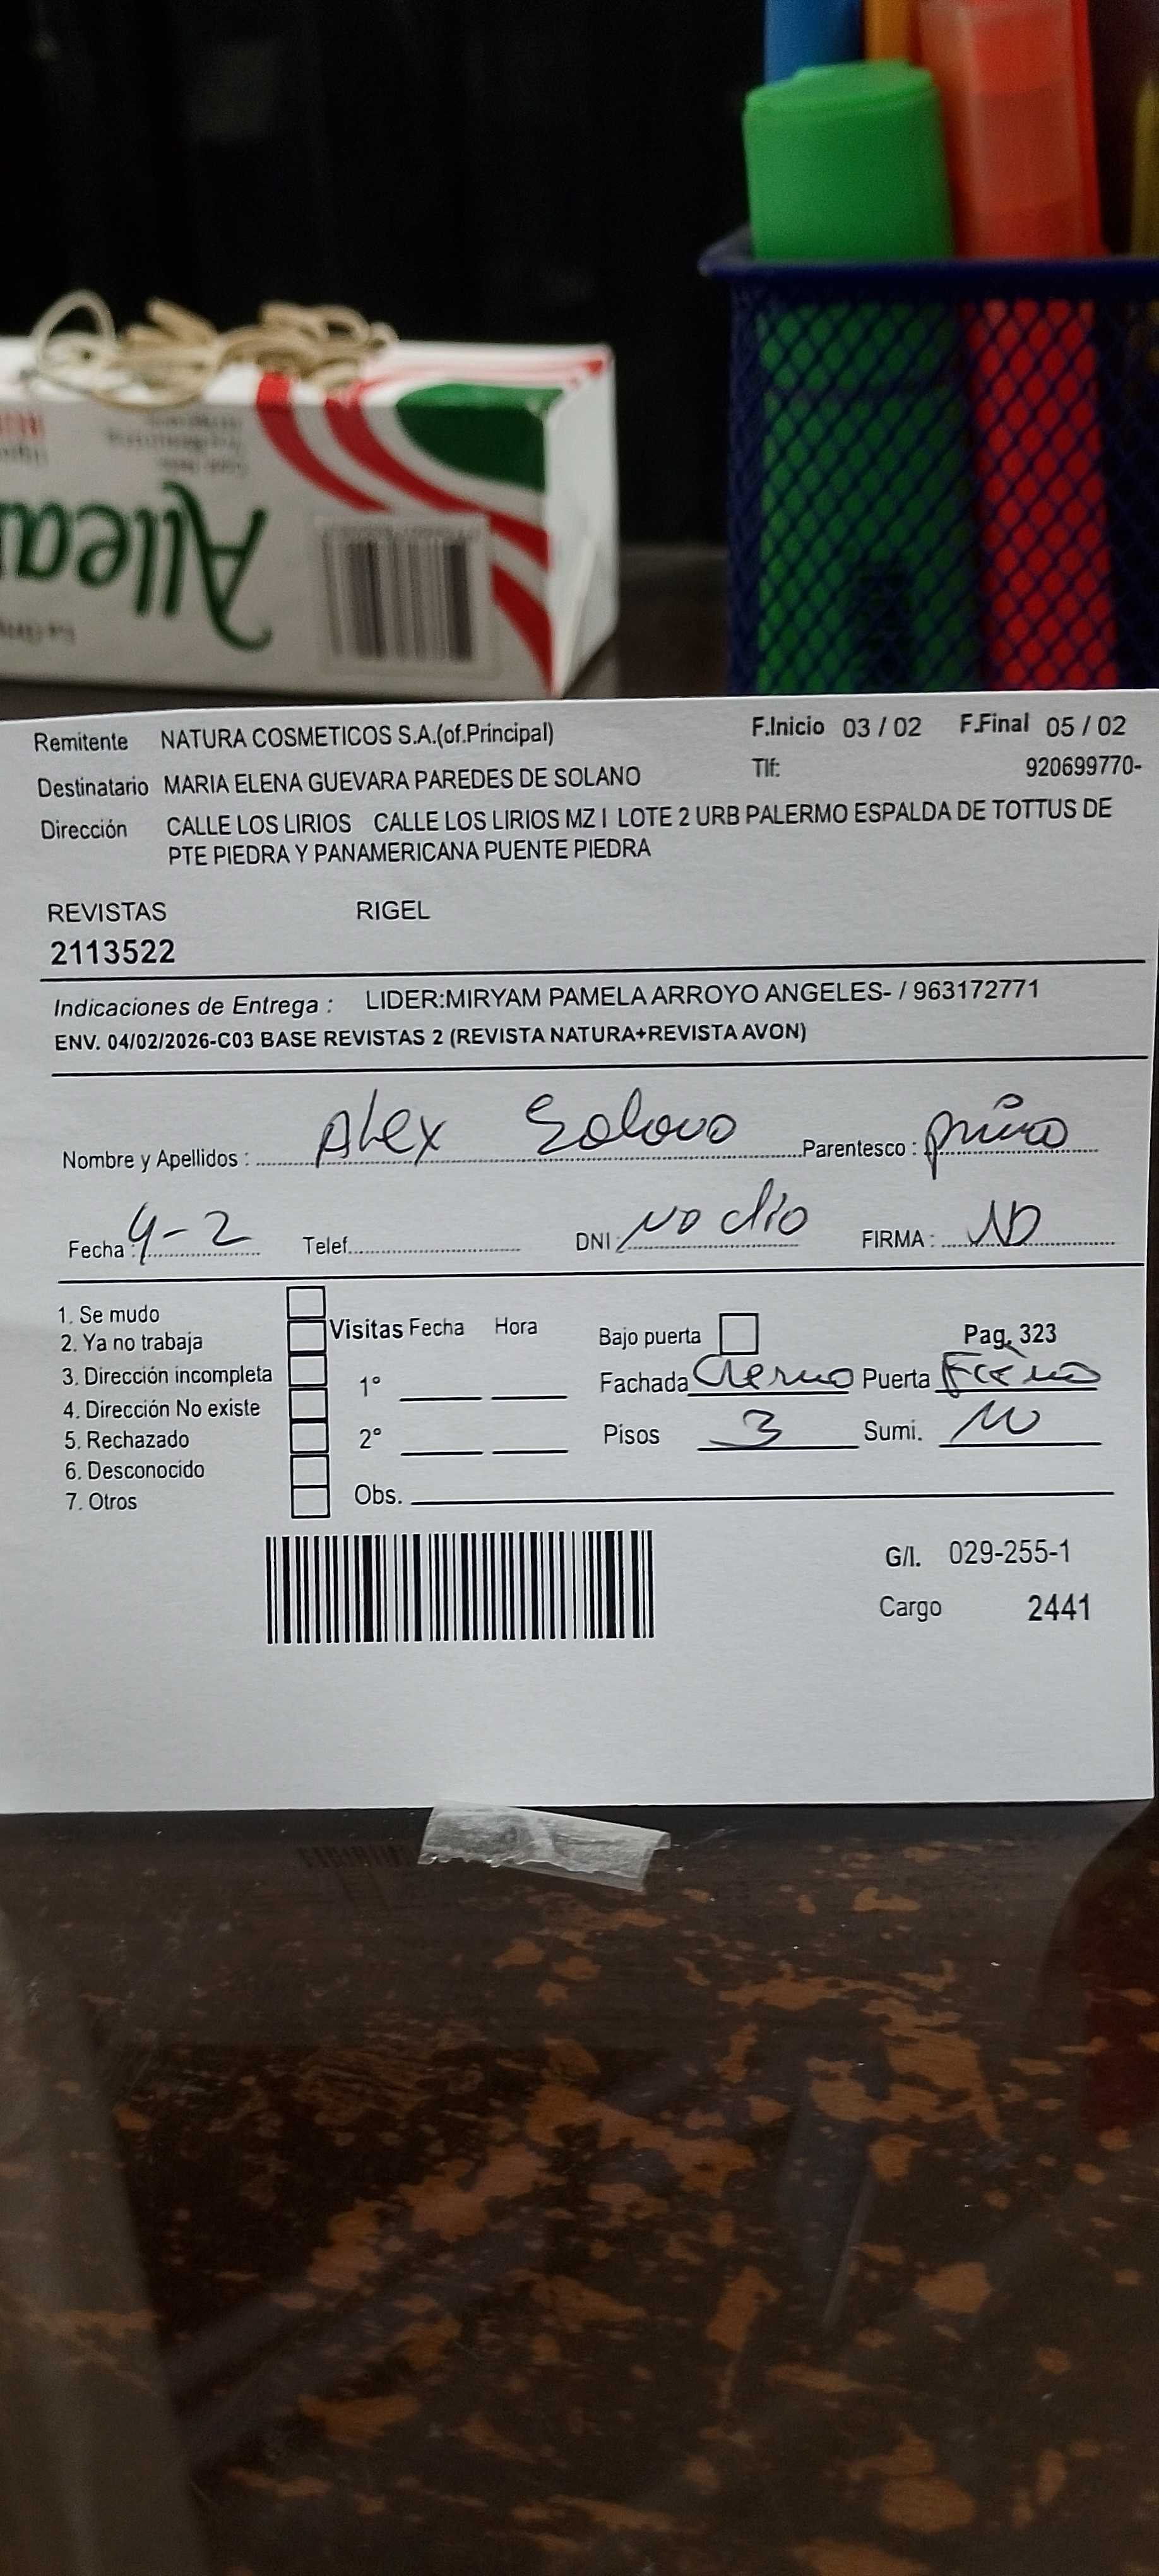 Allea
Remitente NATURA COSMETICOS S.A.(of.Principal) F.Inicio 03 / 02 F.Final 05 / 02
Destinatario MARIA ELENA GUEVARA PAREDES DE SOLANO Tlf: 920699770-
Dirección CALLE LOS LIRIOS CALLE LOS LIRIOS MZ I LOTE 2 URB PALERMO ESPALDA DE TOTTUS DE
PTE PIEDRA Y PANAMERICANA PUENTE PIEDRA
REVISTAS RIGEL
2113522
Indicaciones de Entrega : LIDER:MIRYAM PAMELA ARROYO ANGELES- / 963172771
ENV. 04/02/2026-C03 BASE REVISTAS 2 (REVISTA NATURA+REVISTA AVON)
Nombre y Apellidos : Alex Solovo Parentesco :
Fecha : 4-2 Telef. DNI: NO dio FIRMA : ND
1. Se mudo
2. Ya no trabaja Visitas Fecha Hora Bajo puerta Pag. 323
3. Dirección incompleta 1° Fachada Puerta
4. Dirección No existe
5. Rechazado 2° Pisos 3 Sumi.
6. Desconocido
7. Otros Obs.
G/I. 029-255-1
Cargo 2441